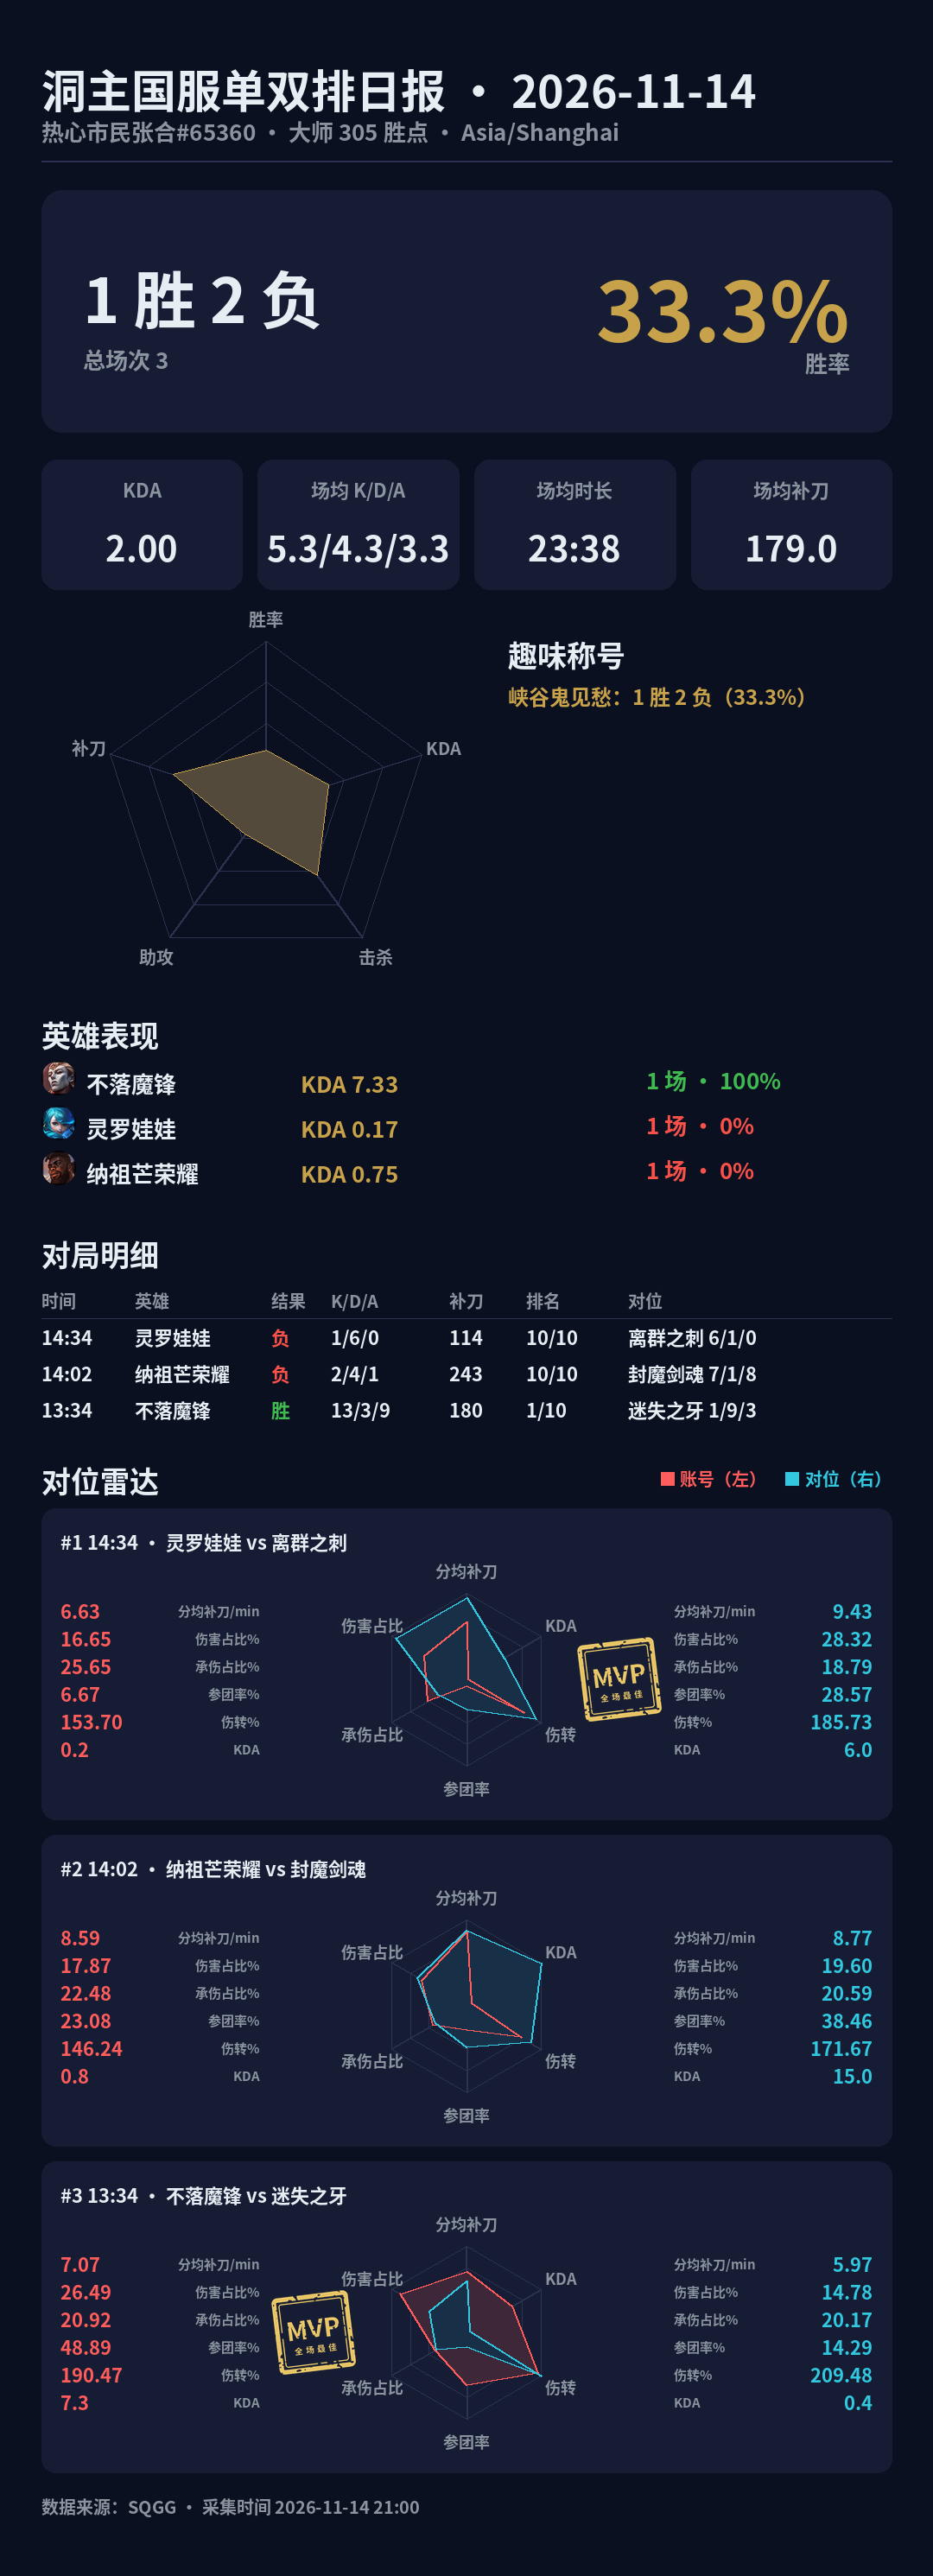 洞主国服单双排日报 • 2026-11-14
热心市民张合#65360 • 大师 305 胜点 • Asia/Shanghai
1 胜 2 负
总场次 3
33.3%
胜率
KDA
2.00
场均 K/D/A
5.3/4.3/3.3
场均时长
23:38
场均补刀
179.0
胜率
补刀
KDA
助攻
击杀
趣味称号
峡谷鬼见愁：1 胜 2 负（33.3%）
英雄表现
不落魔锋 KDA 7.33 1 场 • 100%
灵罗娃娃 KDA 0.17 1 场 • 0%
纳祖芒荣耀 KDA 0.75 1 场 • 0%
对局明细
时间 英雄 结果 K/D/A 补刀 排名 对位
14:34 灵罗娃娃 负 1/6/0 114 10/10 离群之刺 6/1/0
14:02 纳祖芒荣耀 负 2/4/1 243 10/10 封魔剑魂 7/1/8
13:34 不落魔锋 胜 13/3/9 180 1/10 迷失之牙 1/9/3
对位雷达
账号（左） 对位（右）
#1 14:34 • 灵罗娃娃 vs 离群之刺
6.63 分均补刀/min
16.65 伤害占比%
25.65 承伤占比%
6.67 参团率%
153.70 伤转%
0.2 KDA
分均补刀
伤害占比
KDA
承伤占比
伤转
参团率
MVP
全场最佳
分均补刀/min 9.43
伤害占比% 28.32
承伤占比% 18.79
参团率% 28.57
伤转% 185.73
KDA 6.0
#2 14:02 • 纳祖芒荣耀 vs 封魔剑魂
8.59 分均补刀/min
17.87 伤害占比%
22.48 承伤占比%
23.08 参团率%
146.24 伤转%
0.8 KDA
分均补刀
伤害占比
KDA
承伤占比
伤转
参团率
分均补刀/min 8.77
伤害占比% 19.60
承伤占比% 20.59
参团率% 38.46
伤转% 171.67
KDA 15.0
#3 13:34 • 不落魔锋 vs 迷失之牙
7.07 分均补刀/min
26.49 伤害占比%
20.92 承伤占比%
48.89 参团率%
190.47 伤转%
7.3 KDA
MVP
全场最佳
分均补刀
伤害占比
KDA
承伤占比
伤转
参团率
分均补刀/min 5.97
伤害占比% 14.78
承伤占比% 20.17
参团率% 14.29
伤转% 209.48
KDA 0.4
数据来源：SQGG • 采集时间 2026-11-14 21:00